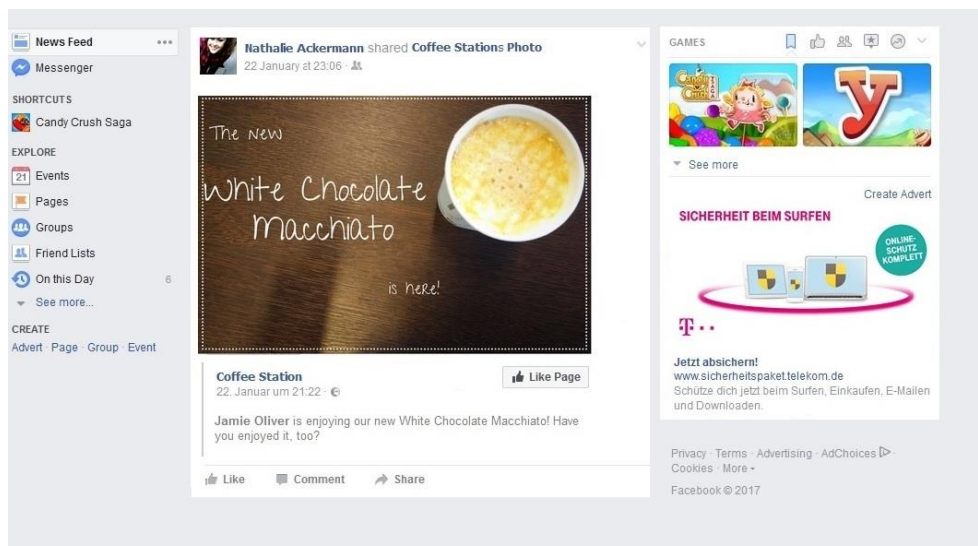 News Feed
Messenger
SHORTCUTS
Candy Crush Saga
EXPLORE
21 Events
Pages
Groups
Friend Lists
On this Day 6
See more...
CREATE
Advert · Page · Group · Event
Nathalie Ackermann shared Coffee Stations Photo
22 January at 23:06 ·
The New
White Chocolate
Macchiato
is here!
Coffee Station
22. Januar um 21:22 ·
Like Page
Jamie Oliver is enjoying our new White Chocolate Macchiato! Have
you enjoyed it, too?
Like Comment Share
GAMES
Candy
Crush
y
See more
Create Advert
SICHERHEIT BEIM SURFEN
ONLINE-
SCHUTZ
KOMPLETT
T · ·
Jetzt absichern!
www.sicherheitspaket.telekom.de
Schütze dich jetzt beim Surfen, Einkaufen, E-Mailen
und Downloaden.
Privacy · Terms · Advertising · AdChoices ·
Cookies · More
Facebook © 2017